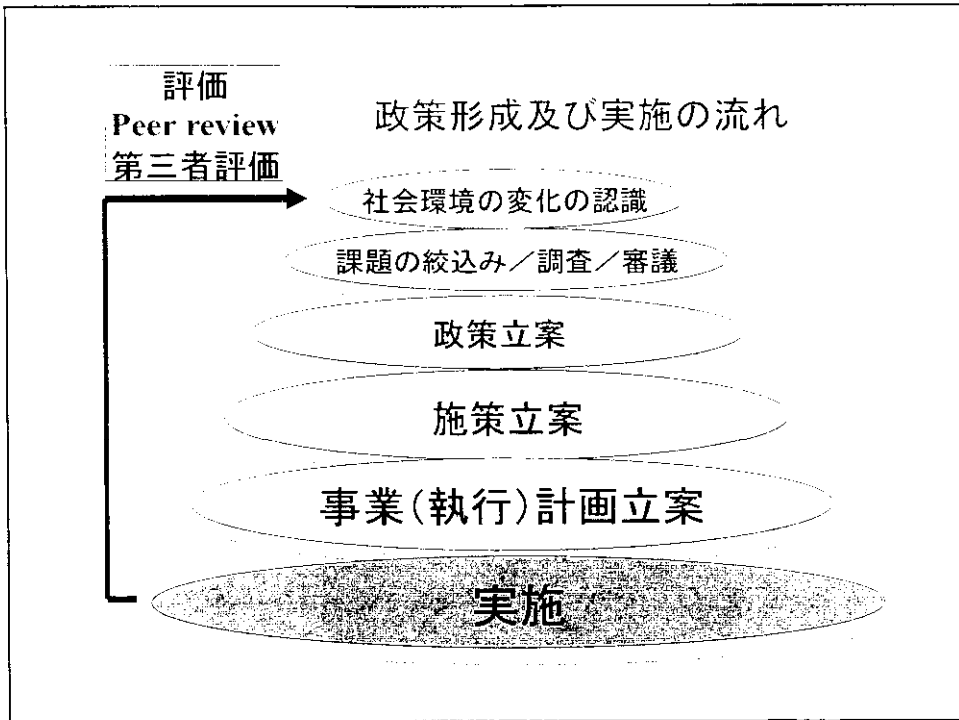 評価
Peer review
第三者評価
政策形成及び実施の流れ
社会環境の変化の認識
課題の絞込み／調査／審議
政策立案
施策立案
事業(執行)計画立案
実施